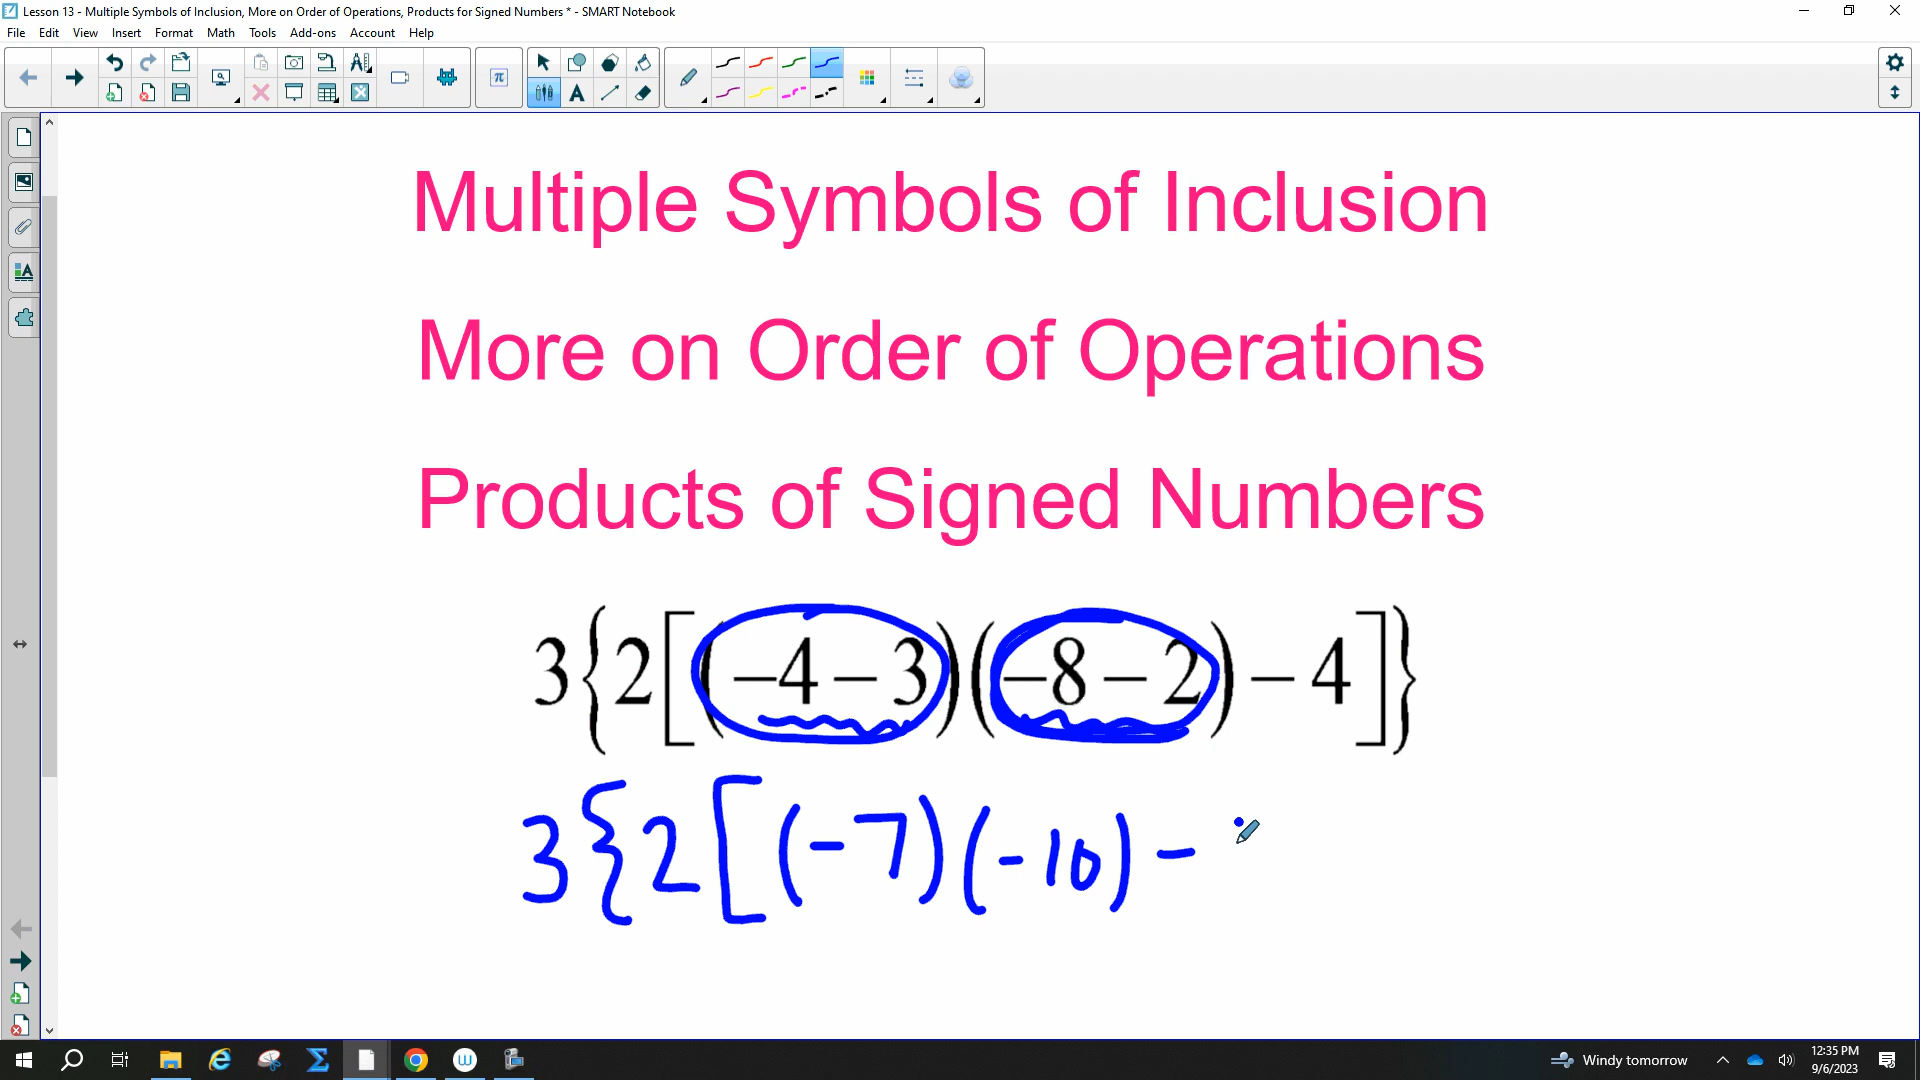 Lesson 13 - Multiple Symbols of Inclusion, More on Order of Operations, Products for Signed Numbers * - SMART Notebook
File Edit View Insert Format Math Tools Add-ons Account Help
Multiple Symbols of Inclusion
More on Order of Operations
Products of Signed Numbers
3{2[(−4−3)(−8−2)−4]}
3{2[(-7)(-10)-
Windy tomorrow
12:35 PM
9/6/2023